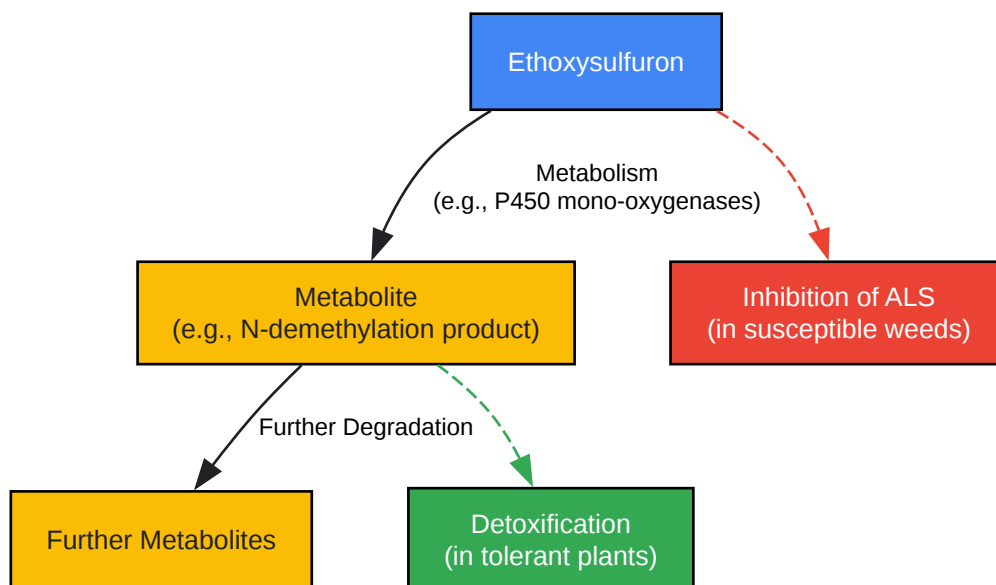 Ethoxysulfuron
Metabolism
(e.g., P450 mono-oxygenases)
Metabolite
(e.g., N-demethylation product)
Inhibition of ALS
(in susceptible weeds)
Further Degradation
Further Metabolites
Detoxification
(in tolerant plants)